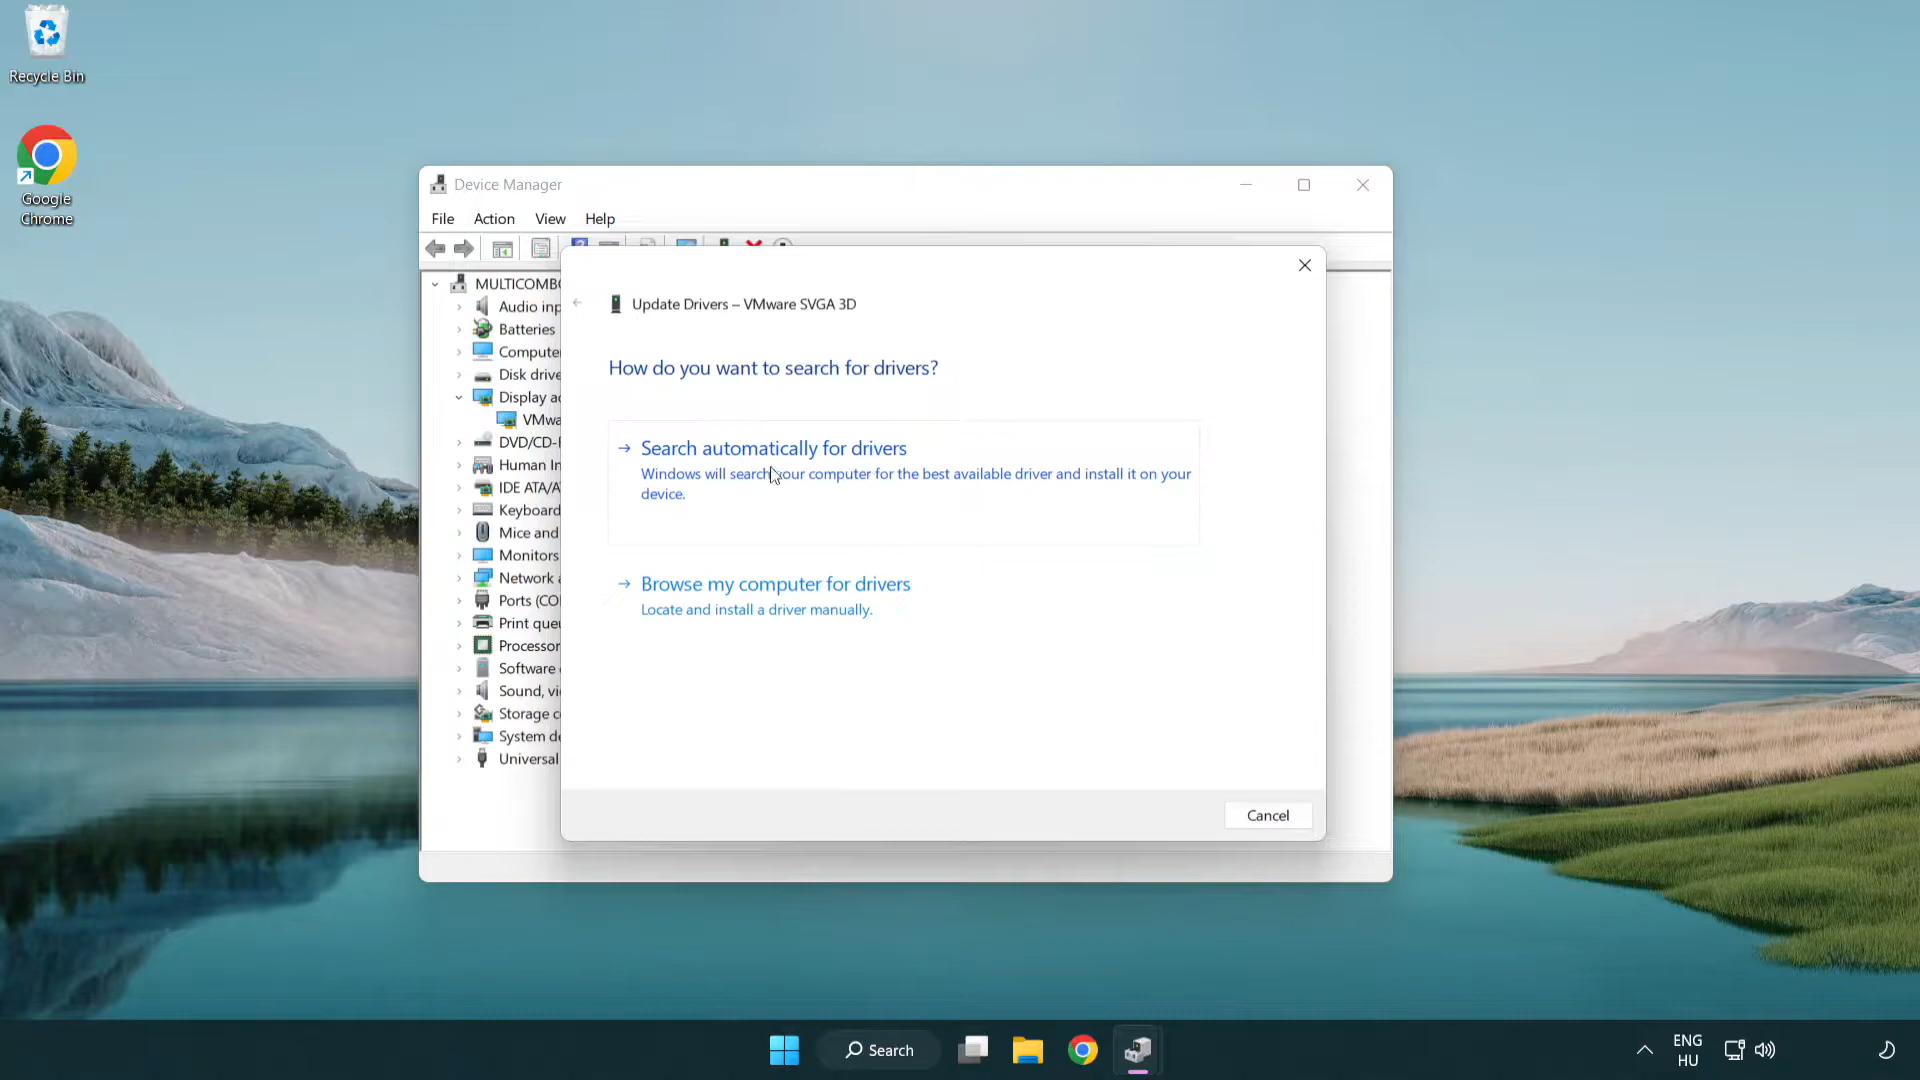 Recycle Bin
Google
Chrome
Device Manager
File Action View Help
MULTICOMBO
Audio inp
Batteries
Compute
Disk drive
Display a
VMwa
DVD/CD-
Human In
IDE ATA/A
Keyboard
Mice and
Monitors
Network a
Ports (CO
Print que
Processor
Software
Sound, vi
Storage c
System de
Universal
Update Drivers – VMware SVGA 3D
How do you want to search for drivers?
Search automatically for drivers
Windows will search your computer for the best available driver and install it on your
device.
Browse my computer for drivers
Locate and install a driver manually.
Cancel
Search
ENG
HU